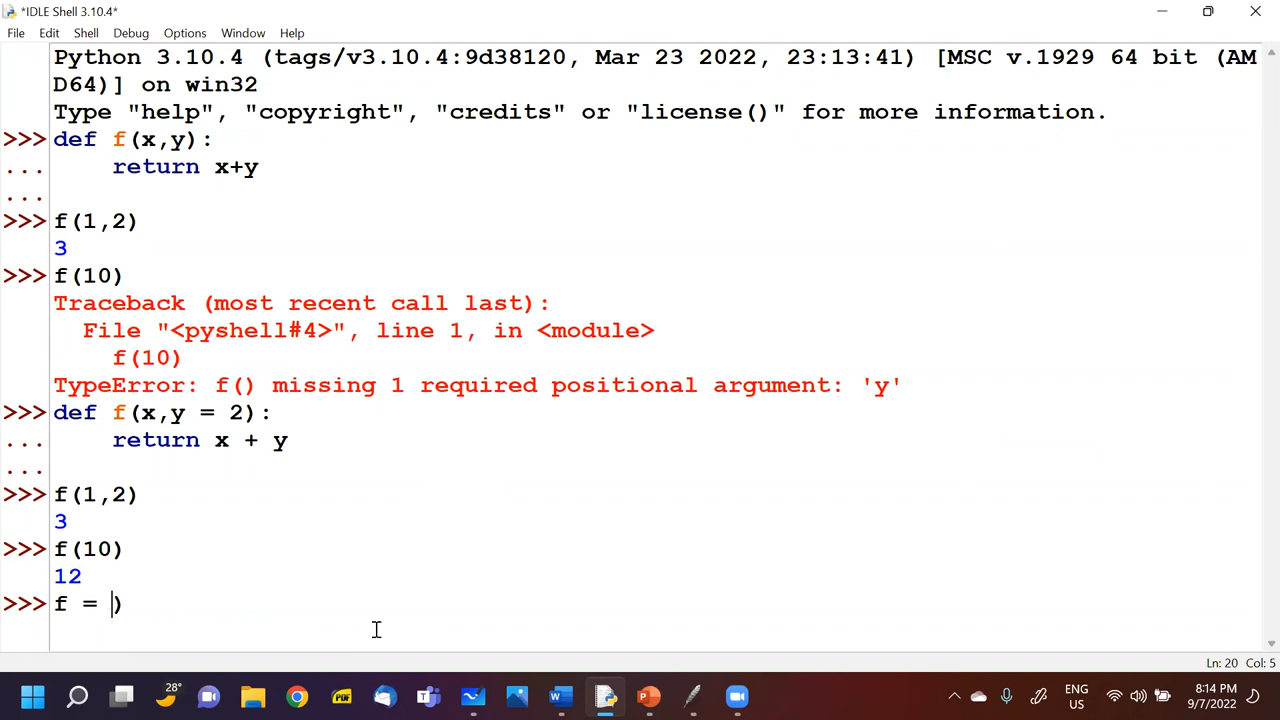 *IDLE Shell 3.10.4*
File Edit Shell Debug Options Window Help
Python 3.10.4 (tags/v3.10.4:9d38120, Mar 23 2022, 23:13:41) [MSC v.1929 64 bit (AM
D64)] on win32
Type "help", "copyright", "credits" or "license()" for more information.
>>> def f(x,y):
... return x+y
...
>>> f(1,2)
3
>>> f(10)
Traceback (most recent call last):
File "<pyshell#4>", line 1, in <module>
f(10)
TypeError: f() missing 1 required positional argument: 'y'
>>> def f(x,y = 2):
... return x + y
...
>>> f(1,2)
3
>>> f(10)
12
>>> f = )
Ln: 20 Col: 5
28°
PDF
ENG
US
8:14 PM
9/7/2022